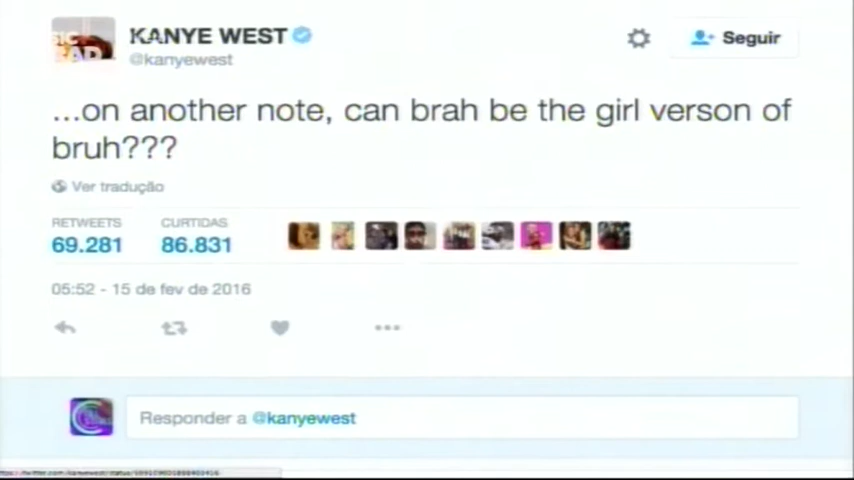 KANYE WEST
@kanyewest
Seguir
...on another note, can brah be the girl verson of
bruh???
Ver tradução
RETWEETS CURTIDAS
69.281 86.831
05:52 - 15 de fev de 2016
Responder a @kanyewest